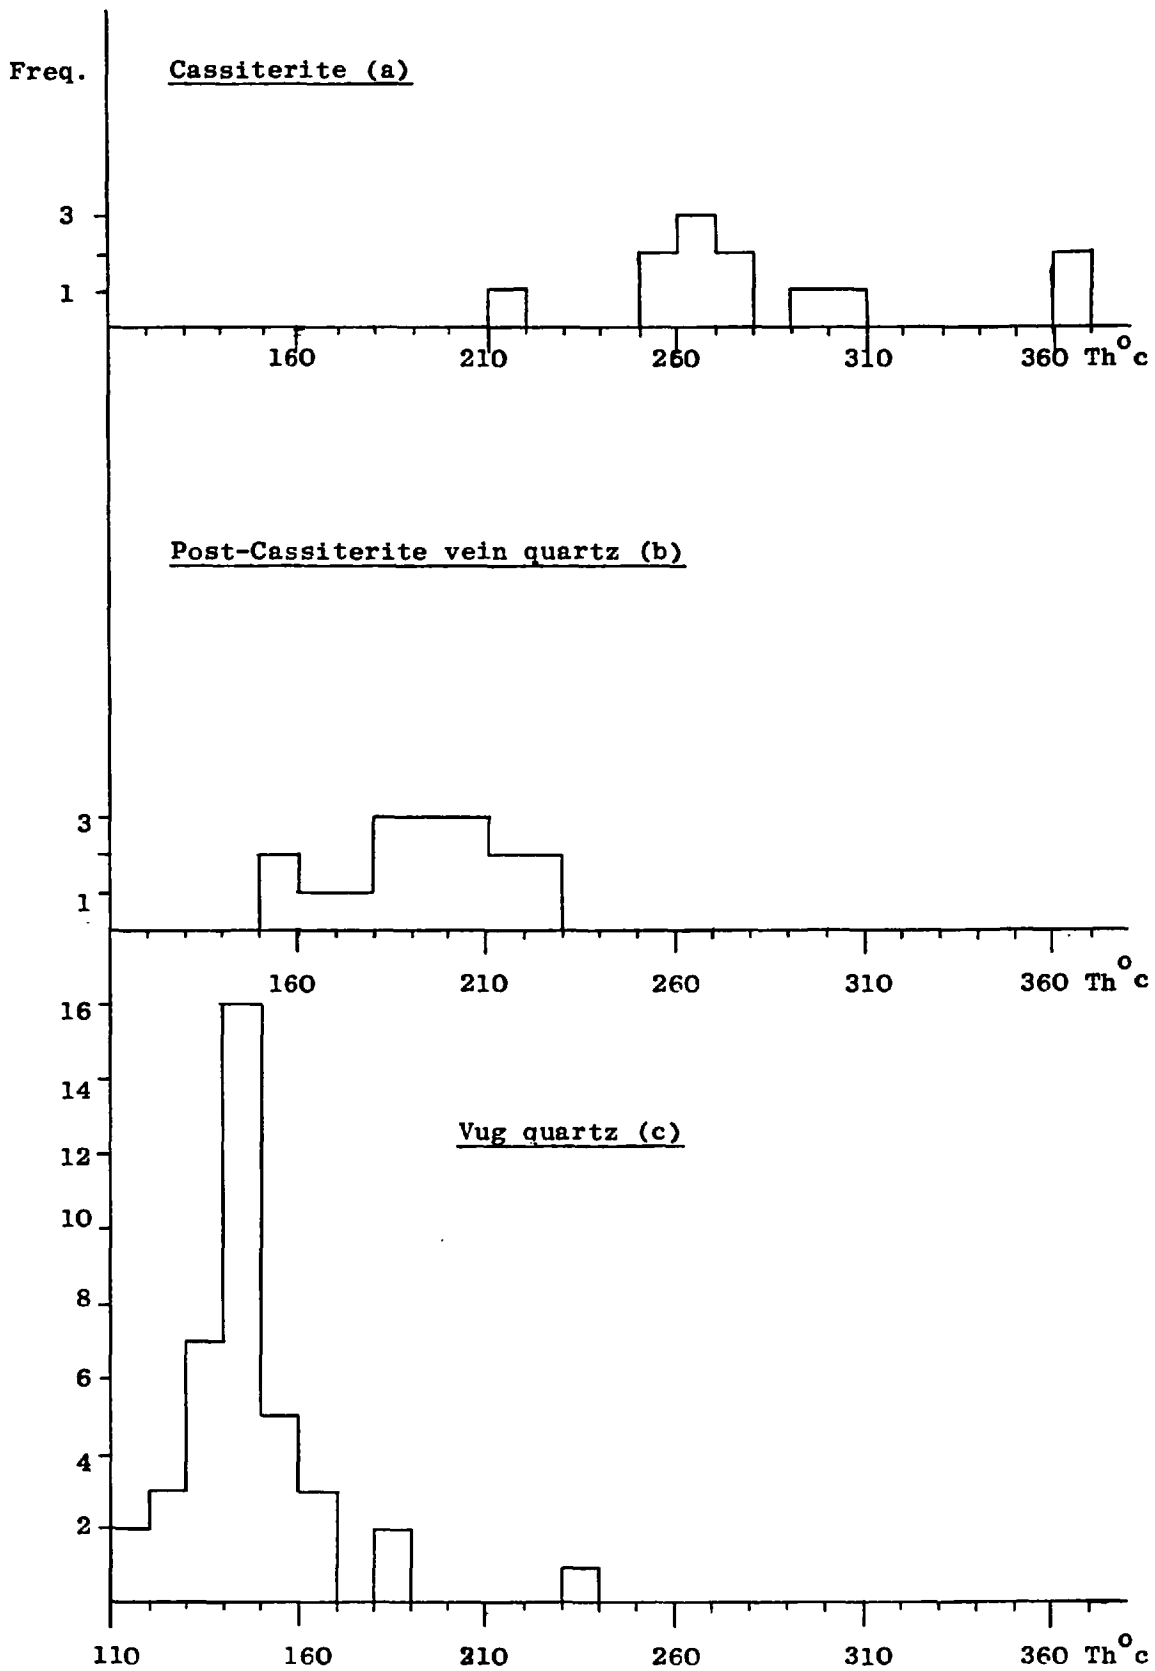 Freq.
Cassiterite (a)
3
1
160 210 260 310 360 Th°c
Post-Cassiterite vein quartz (b)
3
1
160 210 260 310 360 Th°c
16
14
Vug quartz (c)
12
10
8
6
4
2
110 160 210 260 310 360 Th°c